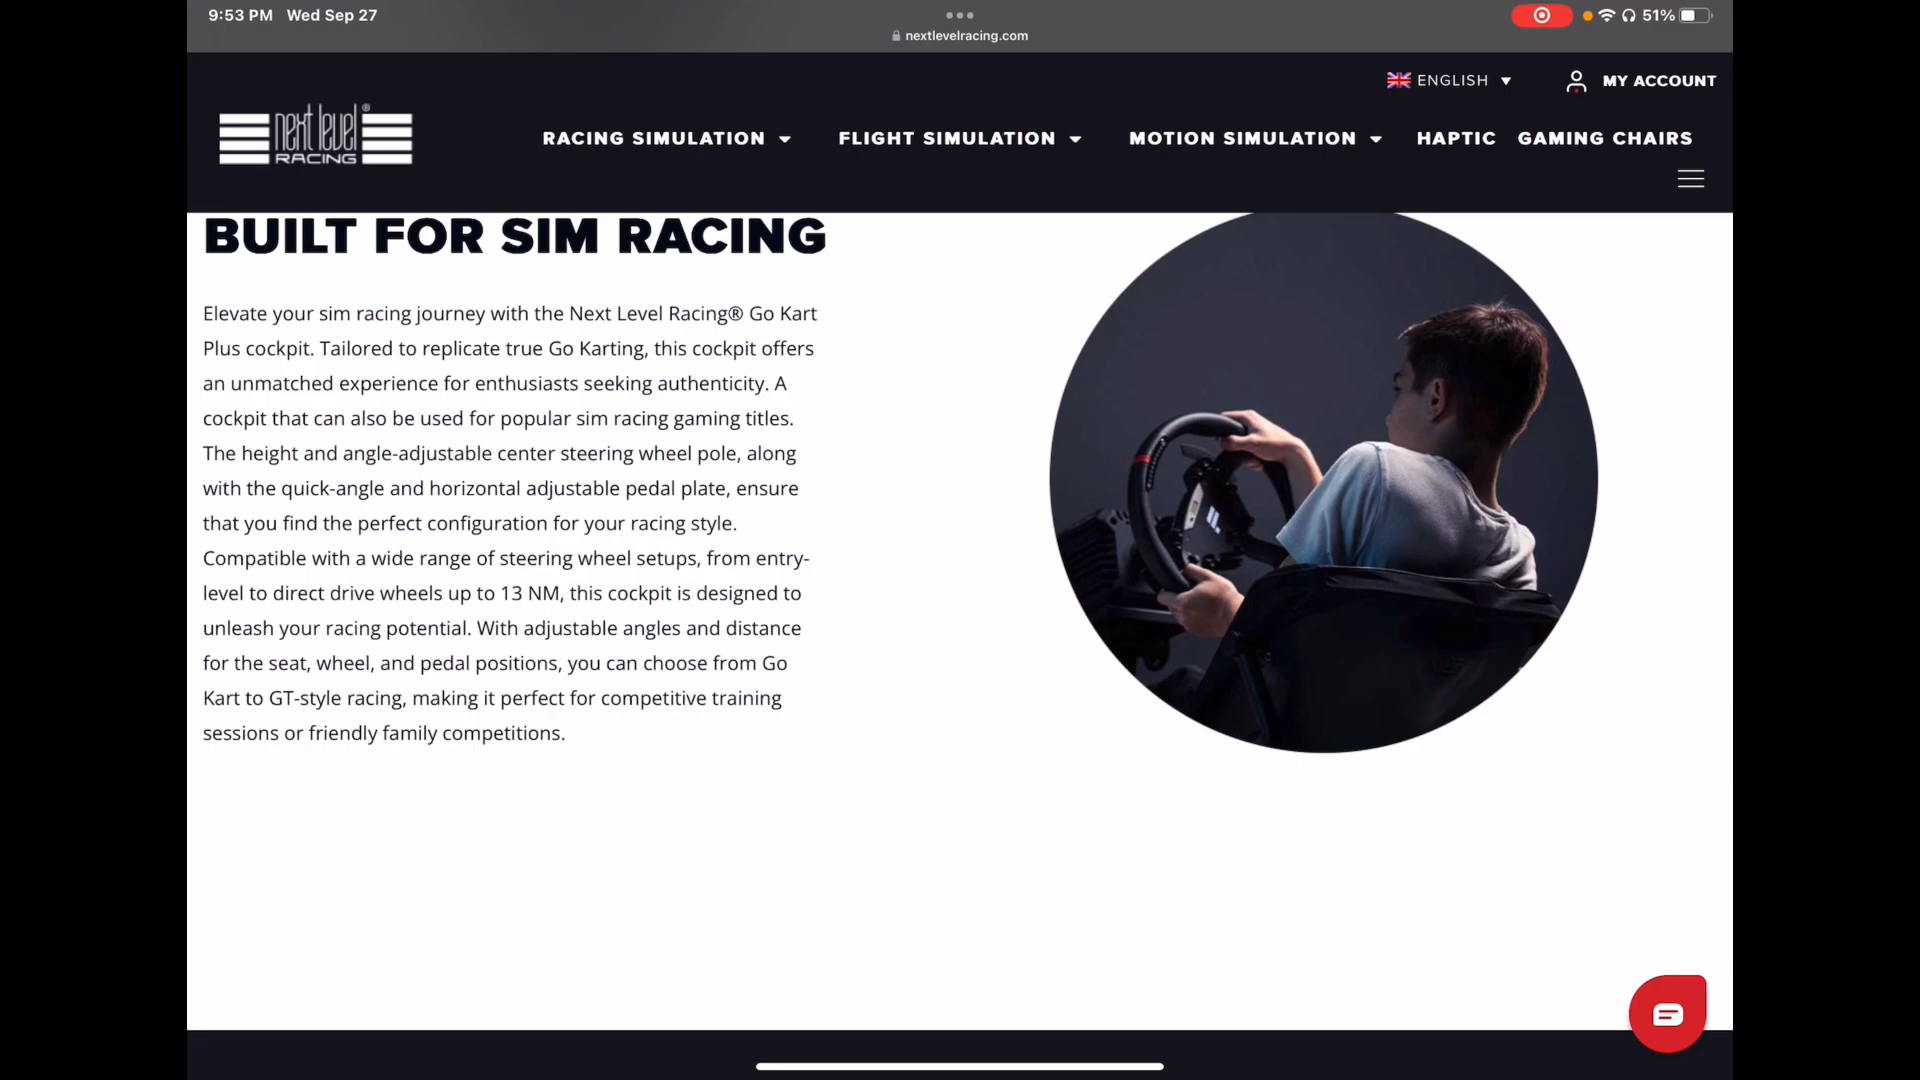 9:53 PM Wed Sep 27
51%
nextlevelracing.com
ENGLISH
MY ACCOUNT
next level®
RACING
RACING SIMULATION
FLIGHT SIMULATION
MOTION SIMULATION
HAPTIC
GAMING CHAIRS
BUILT FOR SIM RACING
Elevate your sim racing journey with the Next Level Racing® Go Kart
Plus cockpit. Tailored to replicate true Go Karting, this cockpit offers
an unmatched experience for enthusiasts seeking authenticity. A
cockpit that can also be used for popular sim racing gaming titles.
The height and angle-adjustable center steering wheel pole, along
with the quick-angle and horizontal adjustable pedal plate, ensure
that you find the perfect configuration for your racing style.
Compatible with a wide range of steering wheel setups, from entry-
level to direct drive wheels up to 13 NM, this cockpit is designed to
unleash your racing potential. With adjustable angles and distance
for the seat, wheel, and pedal positions, you can choose from Go
Kart to GT-style racing, making it perfect for competitive training
sessions or friendly family competitions.